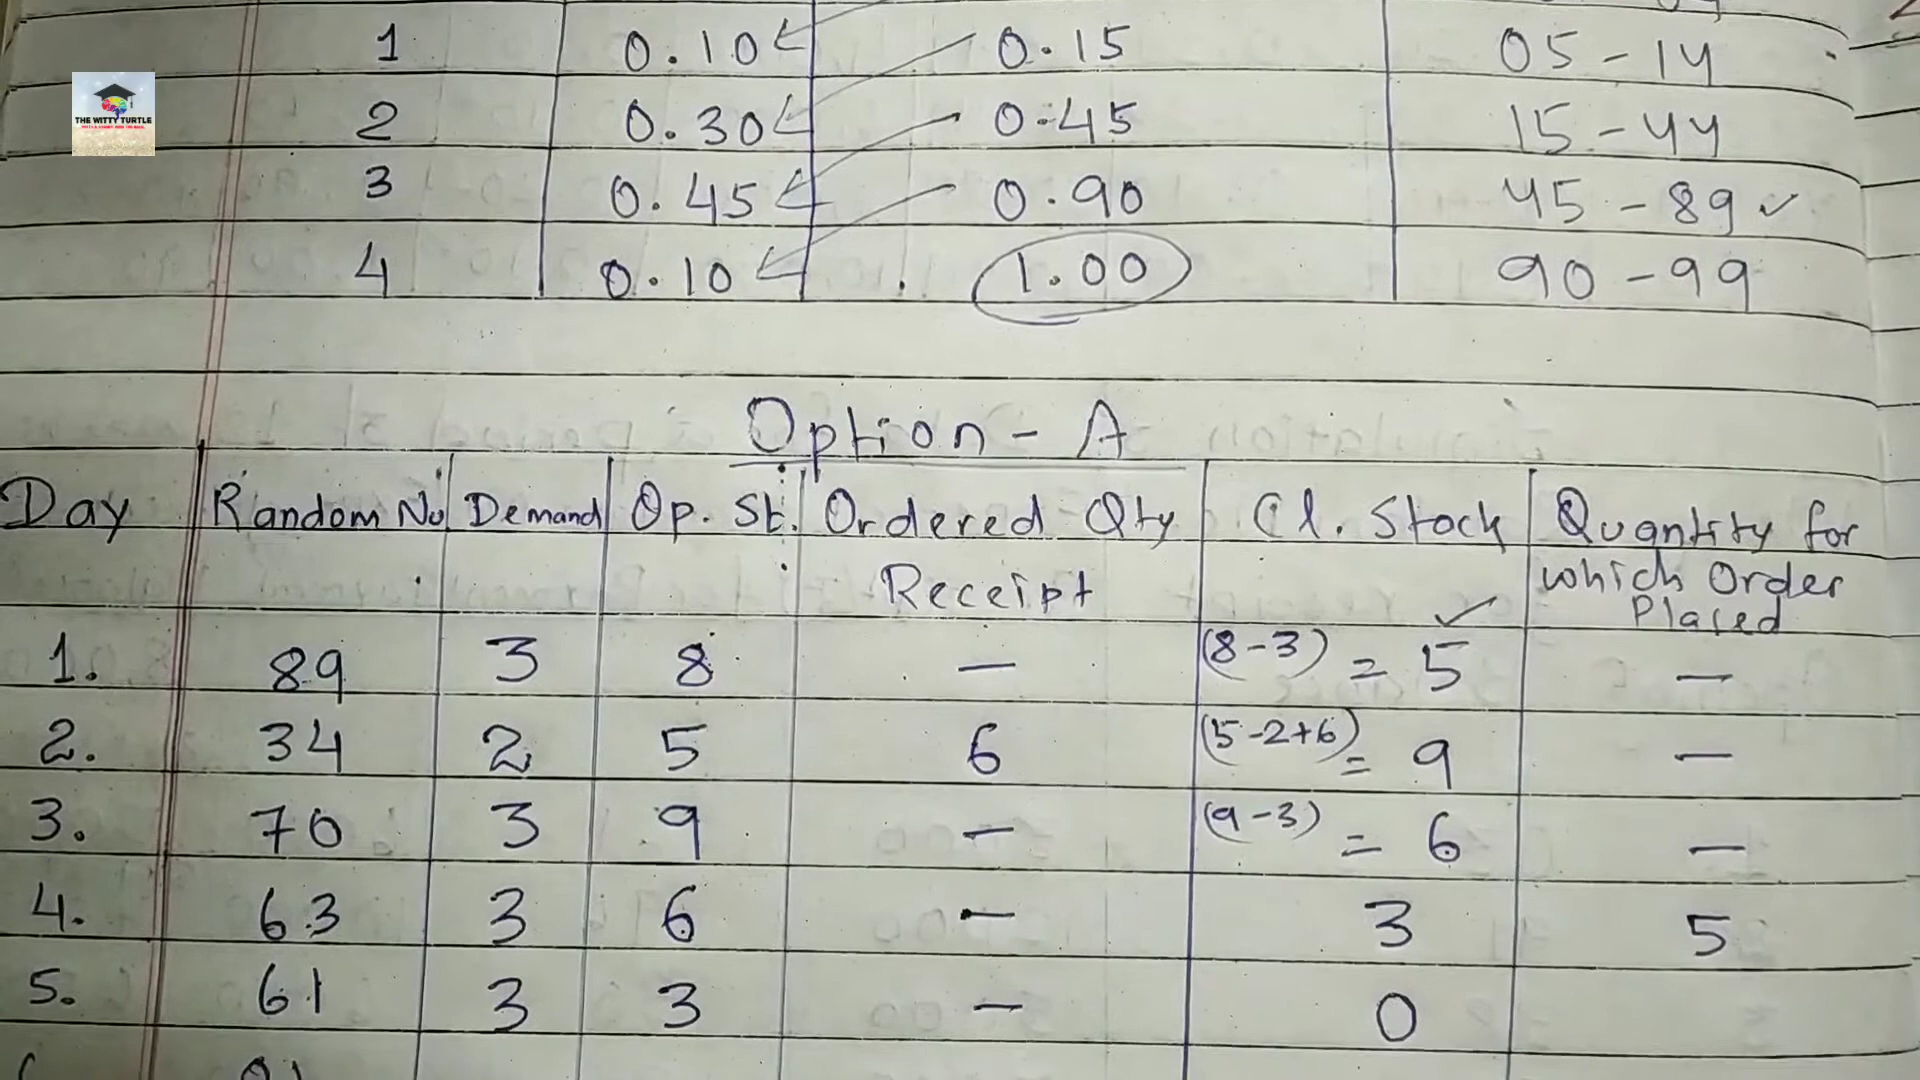 1 0.10 0.15 05-14
THE WITTY TURTLE
2 0.30 0.45 15-44
3 0.45 0.90 45-89 ✓
4 0.10 1.00 90-99
Option - A
Day Random No Demand Op. St. Ordered Qty Cl. Stock Quantity for
Receipt which Order
Placed
1. 89 3 8 — (8-3) = 5 ✓ —
2. 34 2 5 6 (5-2+6) = 9 —
3. 70 3 9 — (9-3) = 6 —
4. 63 3 6 — 3 5
5. 61 3 3 — 0